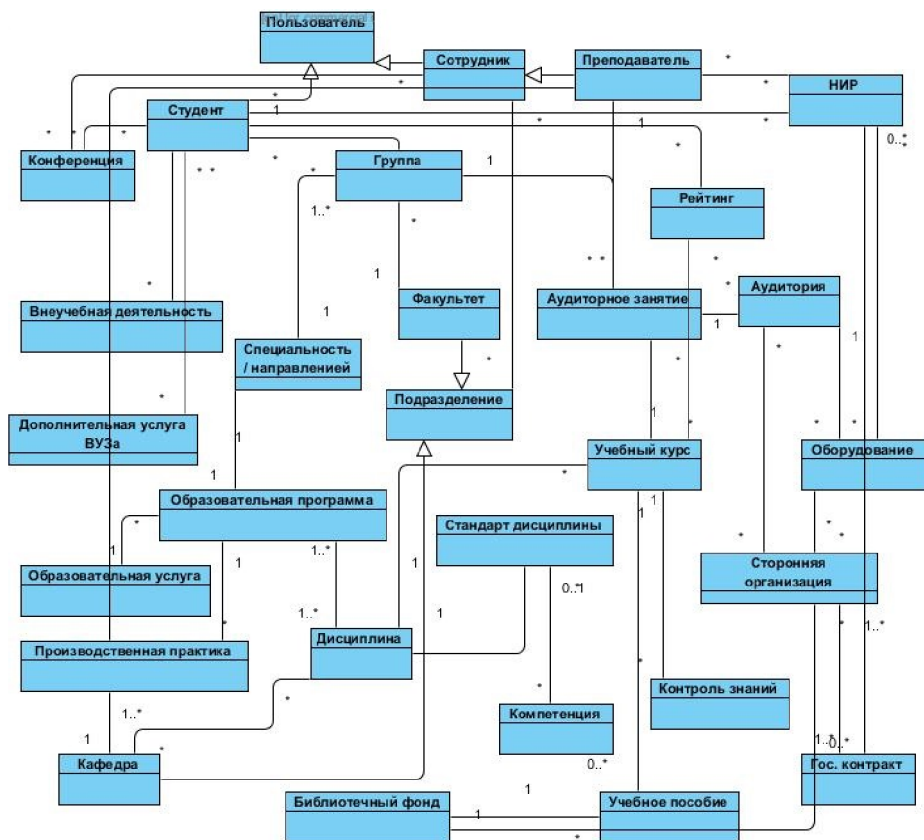 Пользователь
Сотрудник
Преподаватель
НИР
Студент
Конференция
Группа
Рейтинг
Внеучебная деятельность
Факультет
Аудиторное занятие
Аудитория
Специальность
/ направленией
Подразделение
Дополнительная услуга
ВУЗа
Учебный курс
Оборудование
Образовательная программа
Стандарт дисциплины
Образовательная услуга
Сторонняя
организация
Дисциплина
Производственная практика
Контроль знаний
Компетенция
Кафедра
Гос. контракт
Библиотечный фонд
Учебное пособие